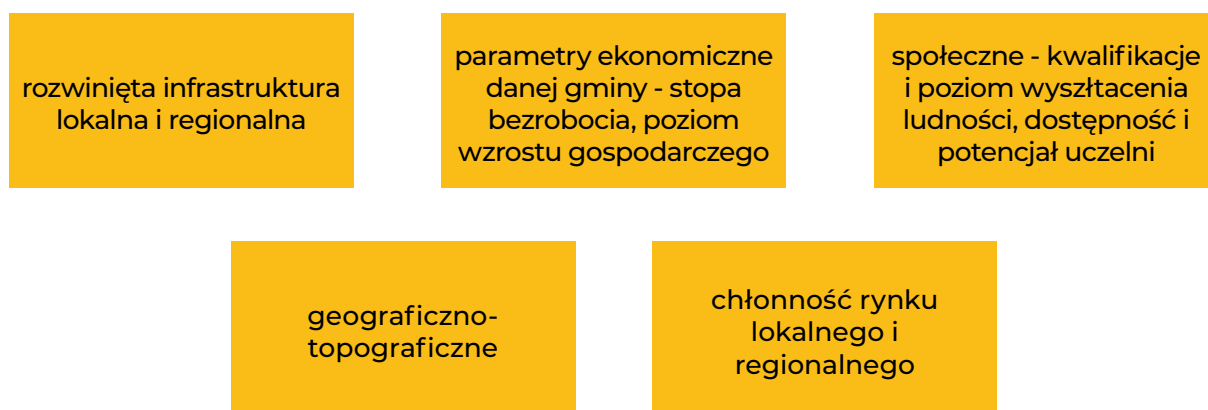 rozwinięta infrastruktura
lokalna i regionalna
parametry ekonomiczne
danej gminy - stopa
bezrobocia, poziom
wzrostu gospodarczego
społeczne - kwalifikacje
i poziom wyszłtacenia
ludności, dostępność i
potencjał uczelni
geograficzno-
topograficzne
chłonność rynku
lokalnego i
regionalnego